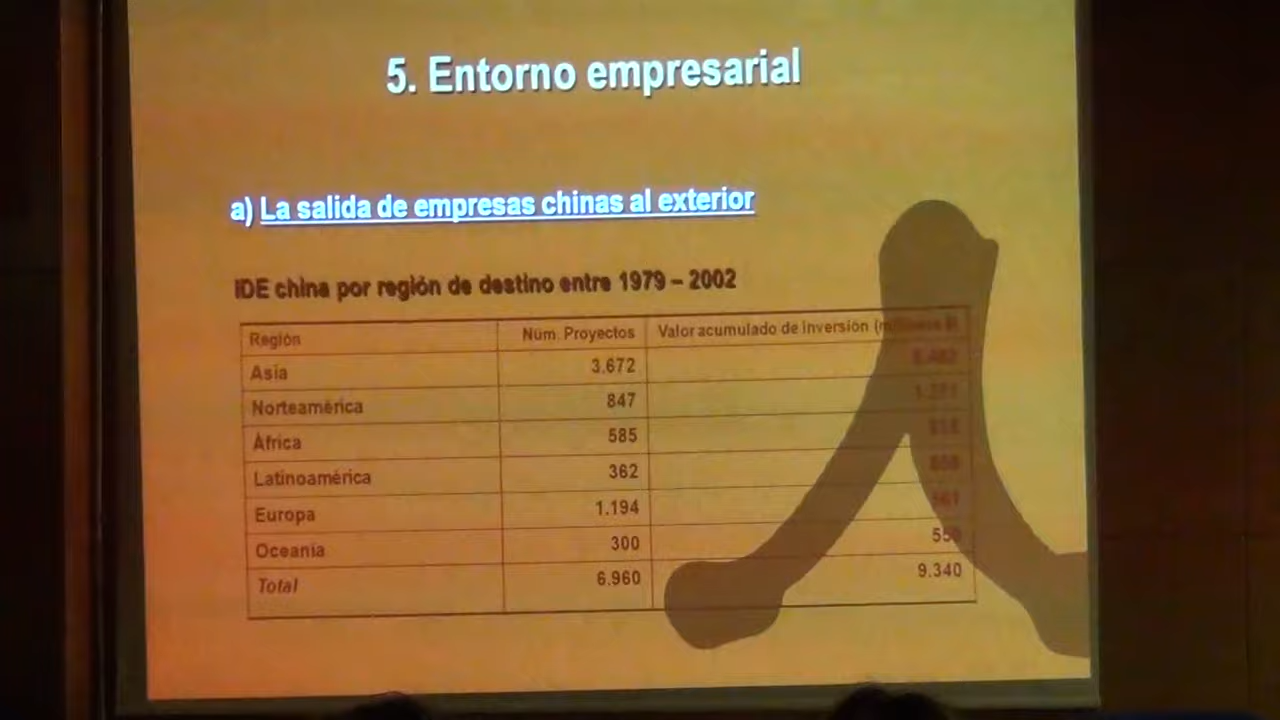 5. Entorno empresarial
a) La salida de empresas chinas al exterior
IDE china por región de destino entre 1979 – 2002
Región Núm. Proyectos Valor acumulado de inversión
Asia 3.672
Norteamérica 847
África 585
Latinoamérica 362
Europa 1.194
Oceanía 300
Total 6.960 9.340